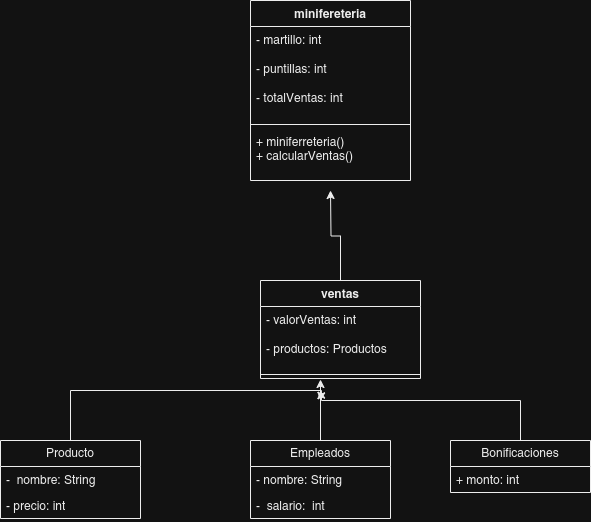 minifereteria
- martillo: int
- puntillas: int
- totalVentas: int
+ miniferreteria()
+ calcularVentas()
ventas
- valorVentas: int
- productos: Productos
Producto
- nombre: String
- precio: int
Empleados
- nombre: String
- salario: int
Bonificaciones
+ monto: int